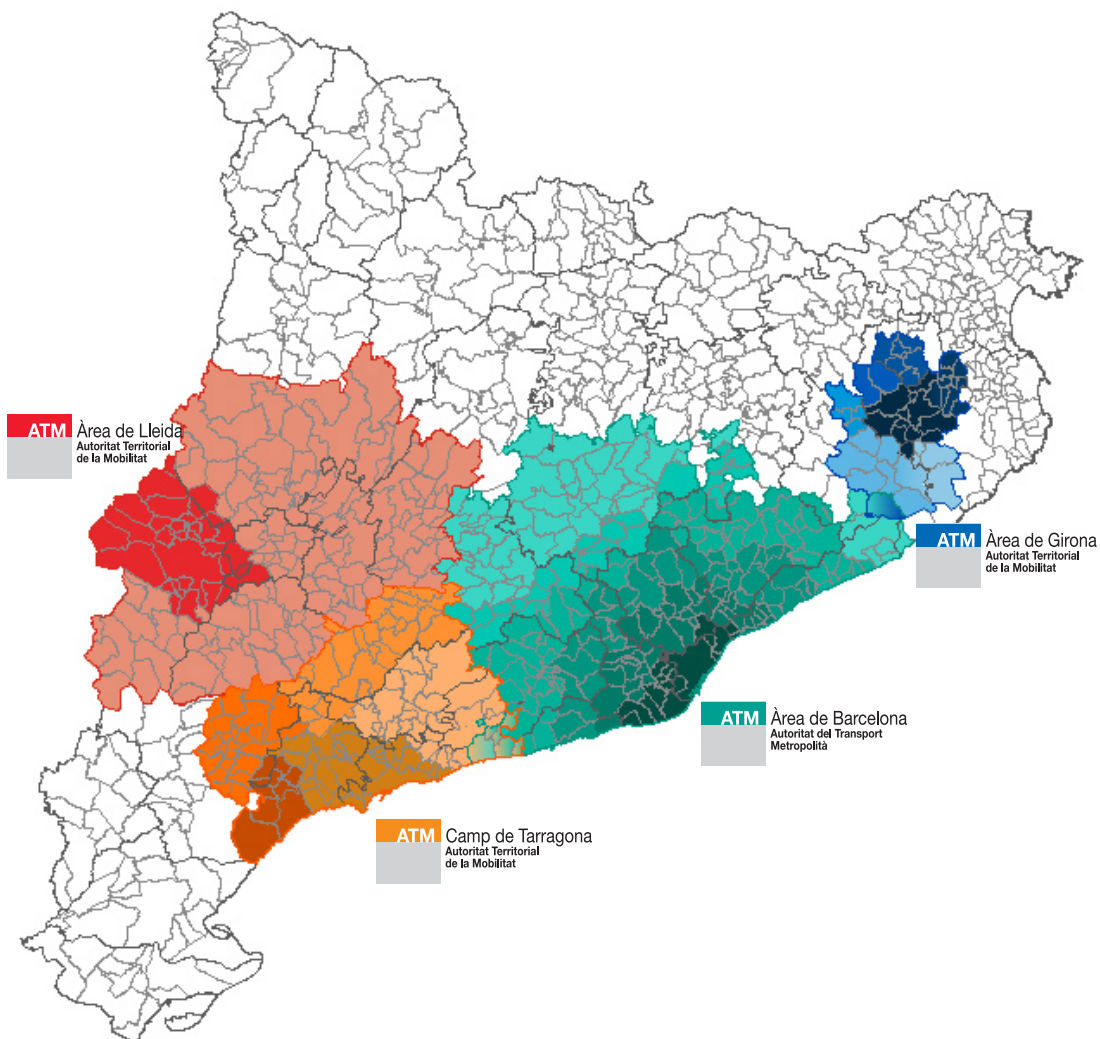 ATM Àrea de Lleida
Autoritat Territorial
de la Mobilitat
ATM Àrea de Girona
Autoritat Territorial
de la Mobilitat
ATM Àrea de Barcelona
Autoritat del Transport
Metropolità
ATM Camp de Tarragona
Autoritat Territorial
de la Mobilitat